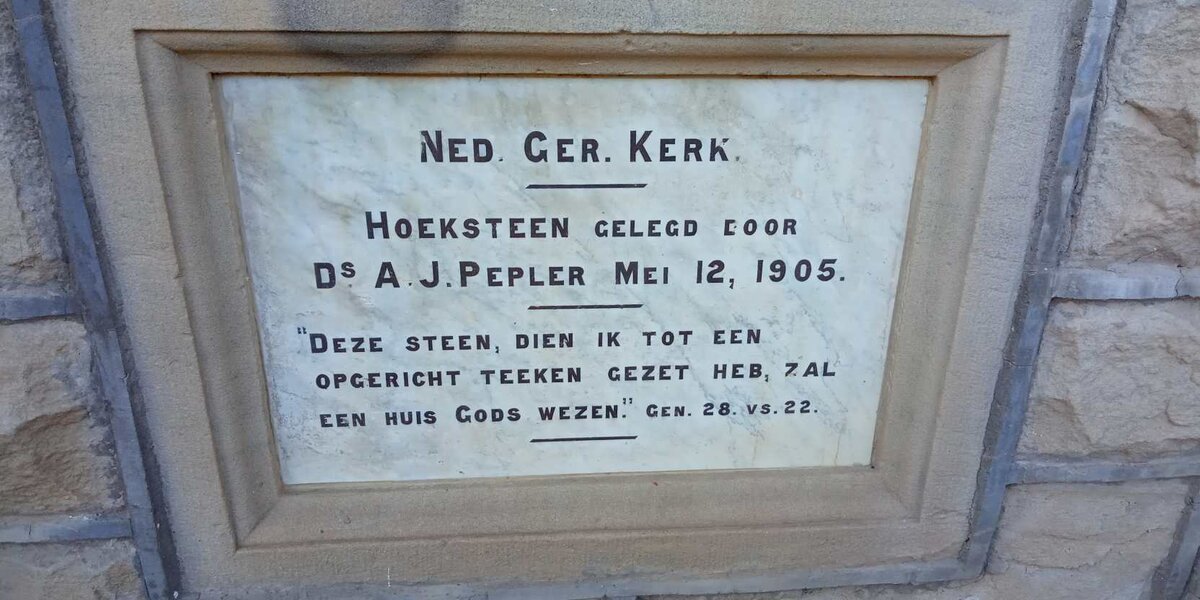 NED. GER. KERK.
HOEKSTEEN GELEGD DOOR
DS A.J. PEPLER MEI 12, 1905.
"DEZE STEEN, DIEN IK TOT EEN
OPGERICHT TEEKEN GEZET HEB, ZAL
EEN HUIS GODS WEZEN." GEN. 28. VS. 22.